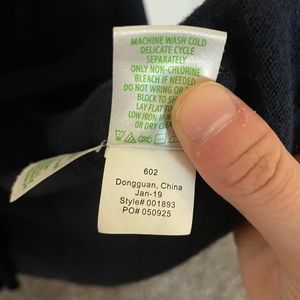 MACHINE WASH COLD
DELICATE CYCLE
SEPARATELY
ONLY NON-CHLORINE
BLEACH IF NEEDED
DO NOT WRING OR
BLOCK TO
LAY FLAT TO
LOW IRON IF
OR DRY
602
Dongguan, China
Jan-19
Style# 001893
PO# 050925